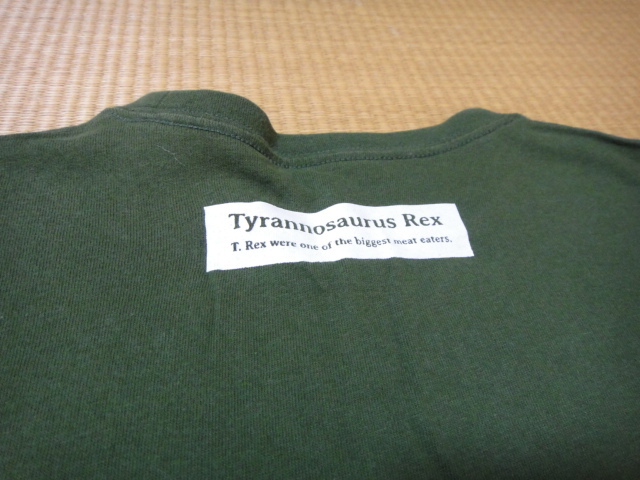 Tyrannosaurus Rex
T. Rex were one of the biggest meat eaters.